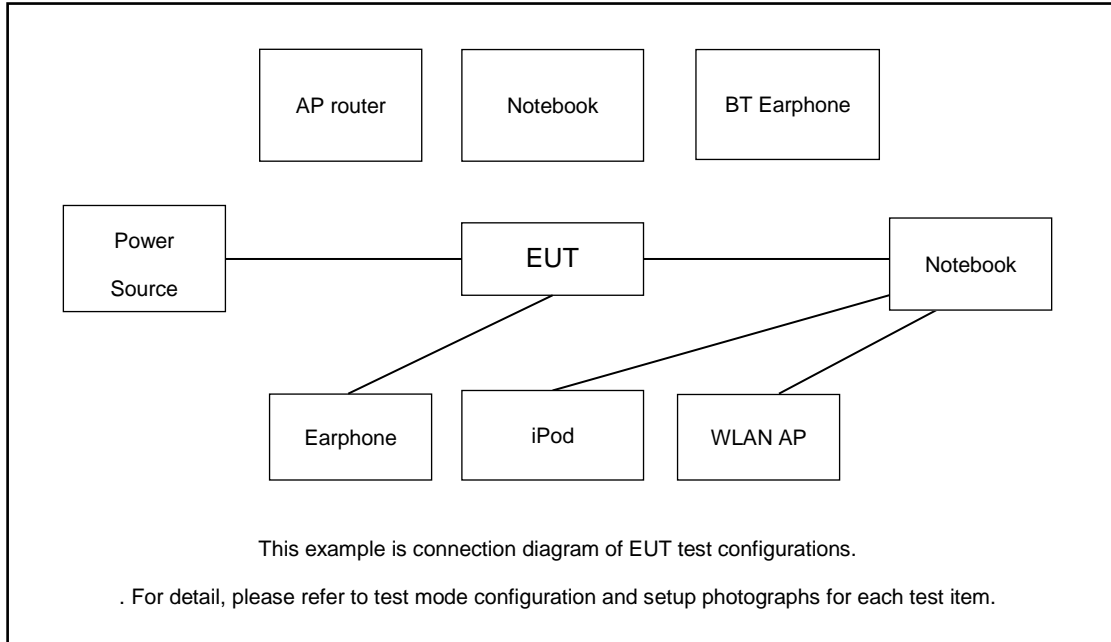 AP router
Notebook
BT Earphone
Power
Source
EUT
Notebook
Earphone
iPod
WLAN AP
This example is connection diagram of EUT test configurations.
. For detail, please refer to test mode configuration and setup photographs for each test item.